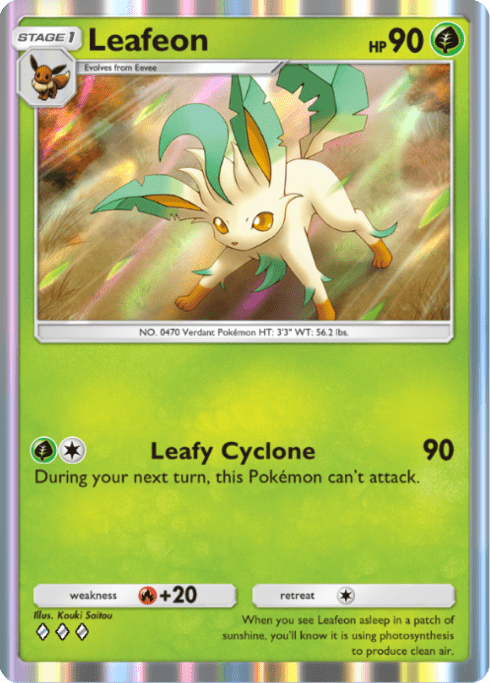 STAGE 1
Leafeon
HP 90
Evolves from Eevee
NO. 0470 Verdant Pokémon HT: 3'3" WT: 56.2 lbs.
Leafy Cyclone 90
During your next turn, this Pokémon can't attack.
weakness +20
retreat
Illus. Kouki Saitou
When you see Leafeon asleep in a patch of
sunshine, you'll know it is using photosynthesis
to produce clean air.